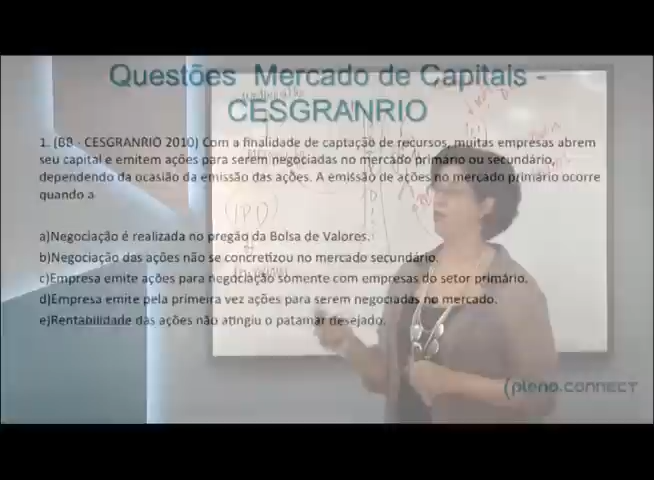 Questões Mercado de Capitais -
CESGRANRIO
1. (BB - CESGRANRIO 2010) Com a finalidade de captação de recursos, muitas empresas abrem
seu capital e emitem ações para serem negociadas no mercado primário ou secundário,
dependendo da ocasião da emissão das ações. A emissão de ações no mercado primário ocorre
quando a
(IPO)
a)Negociação é realizada no pregão da Bolsa de Valores.
b)Negociação das ações não se concretizou no mercado secundário.
c)Empresa emite ações para negociação somente com empresas do setor primário.
d)Empresa emite pela primeira vez ações para serem negociadas no mercado.
e)Rentabilidade das ações não atingiu o patamar desejado.
(pleno.connect